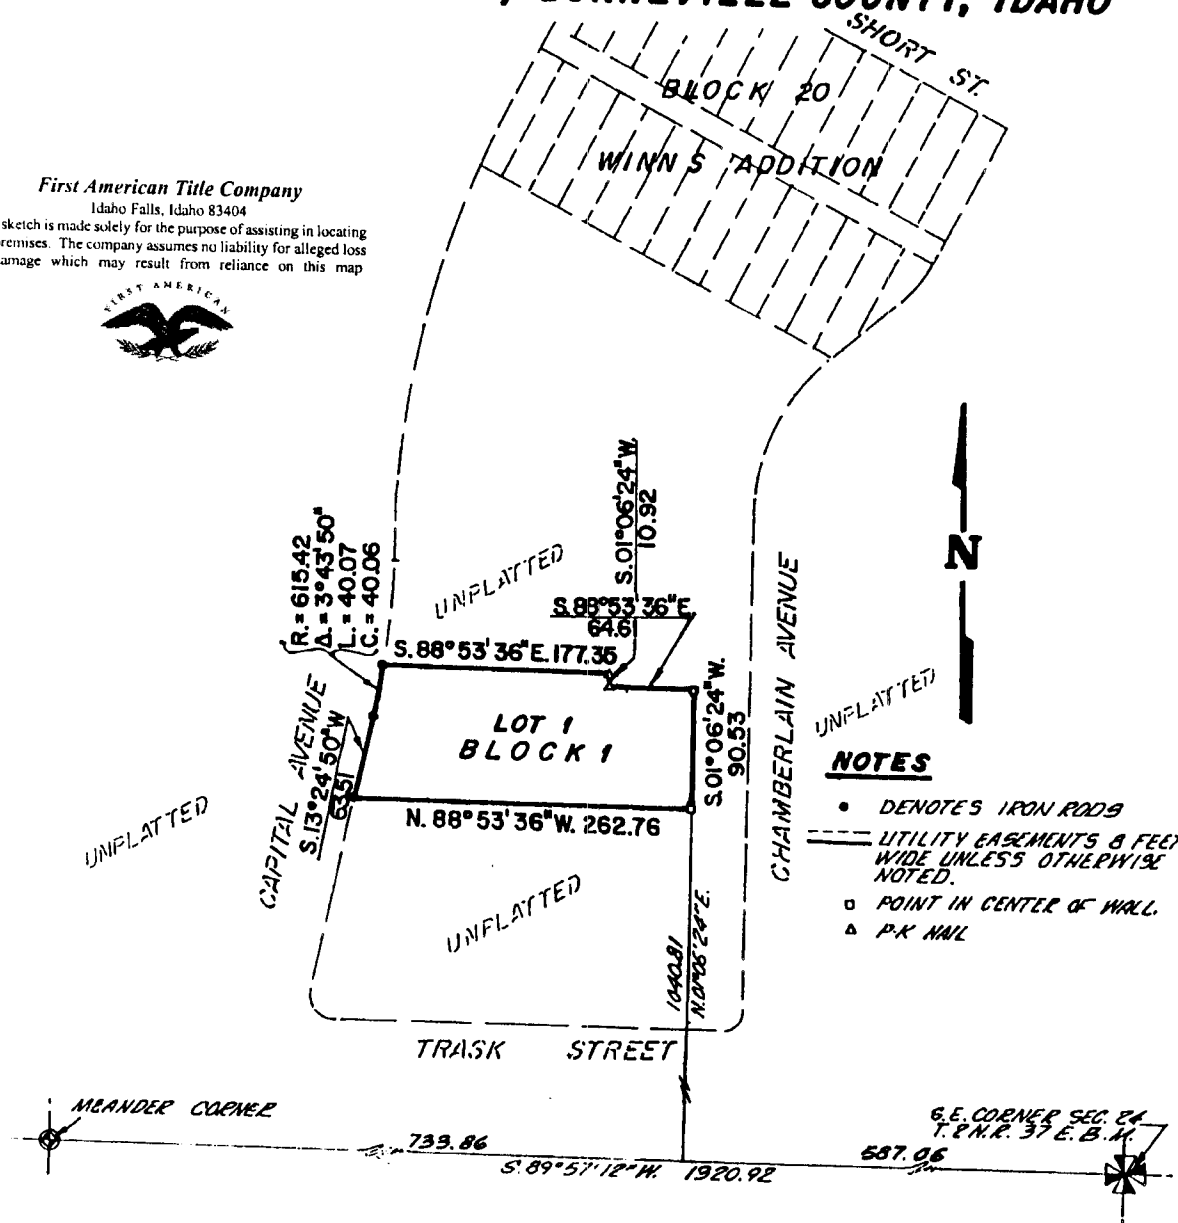 BONNEVILLE COUNTY, IDAHO
SHORT ST.
BLOCK 20
WINNS ADDITION
First American Title Company
Idaho Falls, Idaho 83404
sketch is made solely for the purpose of assisting in locating
remises. The company assumes no liability for alleged loss
amage which may result from reliance on this map
FIRST AMERICAN
R. = 615.42
Δ. = 3°43'50"
L. = 40.07
C. = 40.06
UNPLATTED
S.01°06'24"W.
10.92
S.88°53'36"E.
64.61
S.88°53'36"E. 177.35
N
CHAMBERLAIN AVENUE
UNPLATTED
LOT 1
BLOCK 1
S.01°06'24"W.
90.53
CAPITAL AVENUE
S.13°24'50"W
63.51
N. 88°53'36"W. 262.76
UNPLATTED
UNPLATTED
NOTES
● DENOTES IRON RODS
UTILITY EASEMENTS 8 FEET
WIDE UNLESS OTHERWISE
NOTED.
□ POINT IN CENTER OF WALL.
Δ P-K NAIL
1040.81
N.01°06'24"E.
TRASK STREET
MEANDER CORNER
S.E. CORNER SEC. 24
T. 2 N. R. 37 E. B. M.
733.86
587.06
S. 89°57'12"W. 1920.92